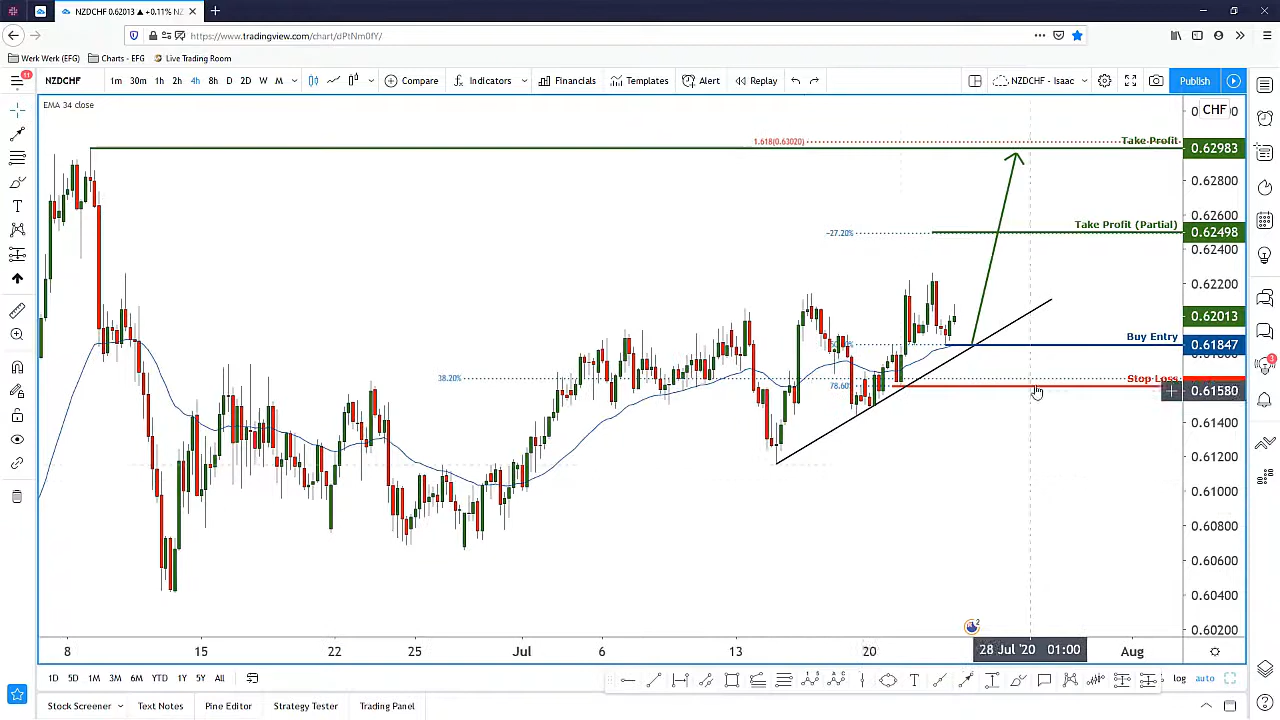 NZDCHF 0.62013 ▲ +0.11% NZ
https://www.tradingview.com/chart/dPtNm0fY/
Werk Werk (EFG) Charts - EFG Live Trading Room
11 NZDCHF 1m 30m 1h 2h 4h 8h D 2D W M Compare Indicators Financials Templates Alert Replay NZDCHF - Isaac Publish
EMA 34 close
CHF
1.618(0.63020) Take Profit 0.62983
0.62800
0.62600
Take Profit (Partial)
-27.20% 0.62498
0.62400
0.62200
0.62013
Buy Entry 0.61847
38.20% Stop Loss
78.60% 0.61580
3
0.61400
0.61200
0.61000
0.60800
0.60600
0.60400
0.60200
2
8 15 22 25 Jul 6 13 20 28 Jul '20 01:00 Aug
1D 5D 1M 3M 6M YTD 1Y 5Y All log auto
Stock Screener Text Notes Pine Editor Strategy Tester Trading Panel